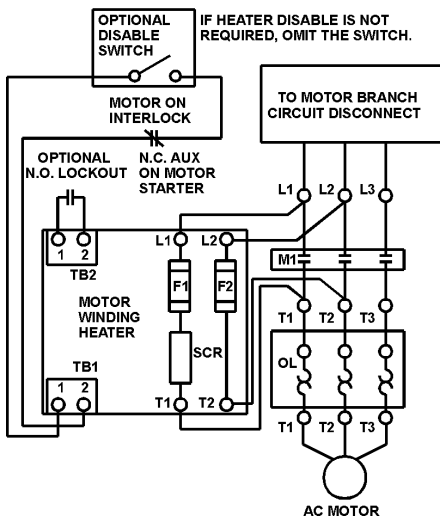 OPTIONAL
DISABLE
SWITCH
IF HEATER DISABLE IS NOT
REQUIRED, OMIT THE SWITCH.
MOTOR ON
INTERLOCK
TO MOTOR BRANCH
CIRCUIT DISCONNECT
OPTIONAL
N.O. LOCKOUT
N.C. AUX
ON MOTOR
STARTER
L1 L2 L3
1 2
TB2
L1 L2
M1
F1 F2
MOTOR
WINDING
HEATER
T1 T2 T3
SCR
OL
TB1
1 2
T1 T2
T1 T2 T3
AC MOTOR